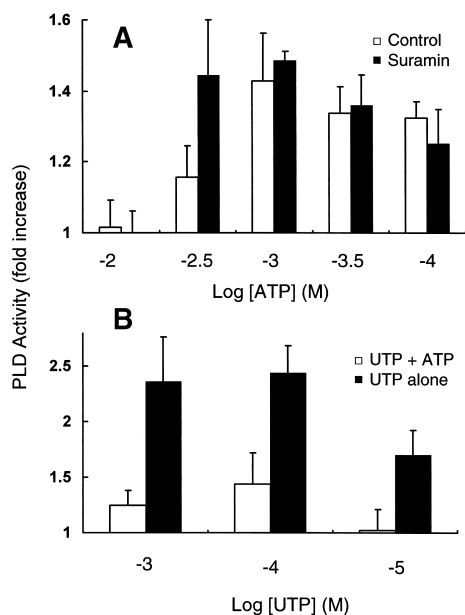 A
Control
Suramin
1.6
1.4
1.2
1
-2
-2.5
-3
-3.5
-4
Log [ATP] (M)
PLD Activity (fold increase)
B
UTP + ATP
UTP alone
2.5
2
1.5
1
-3
-4
-5
Log [UTP] (M)